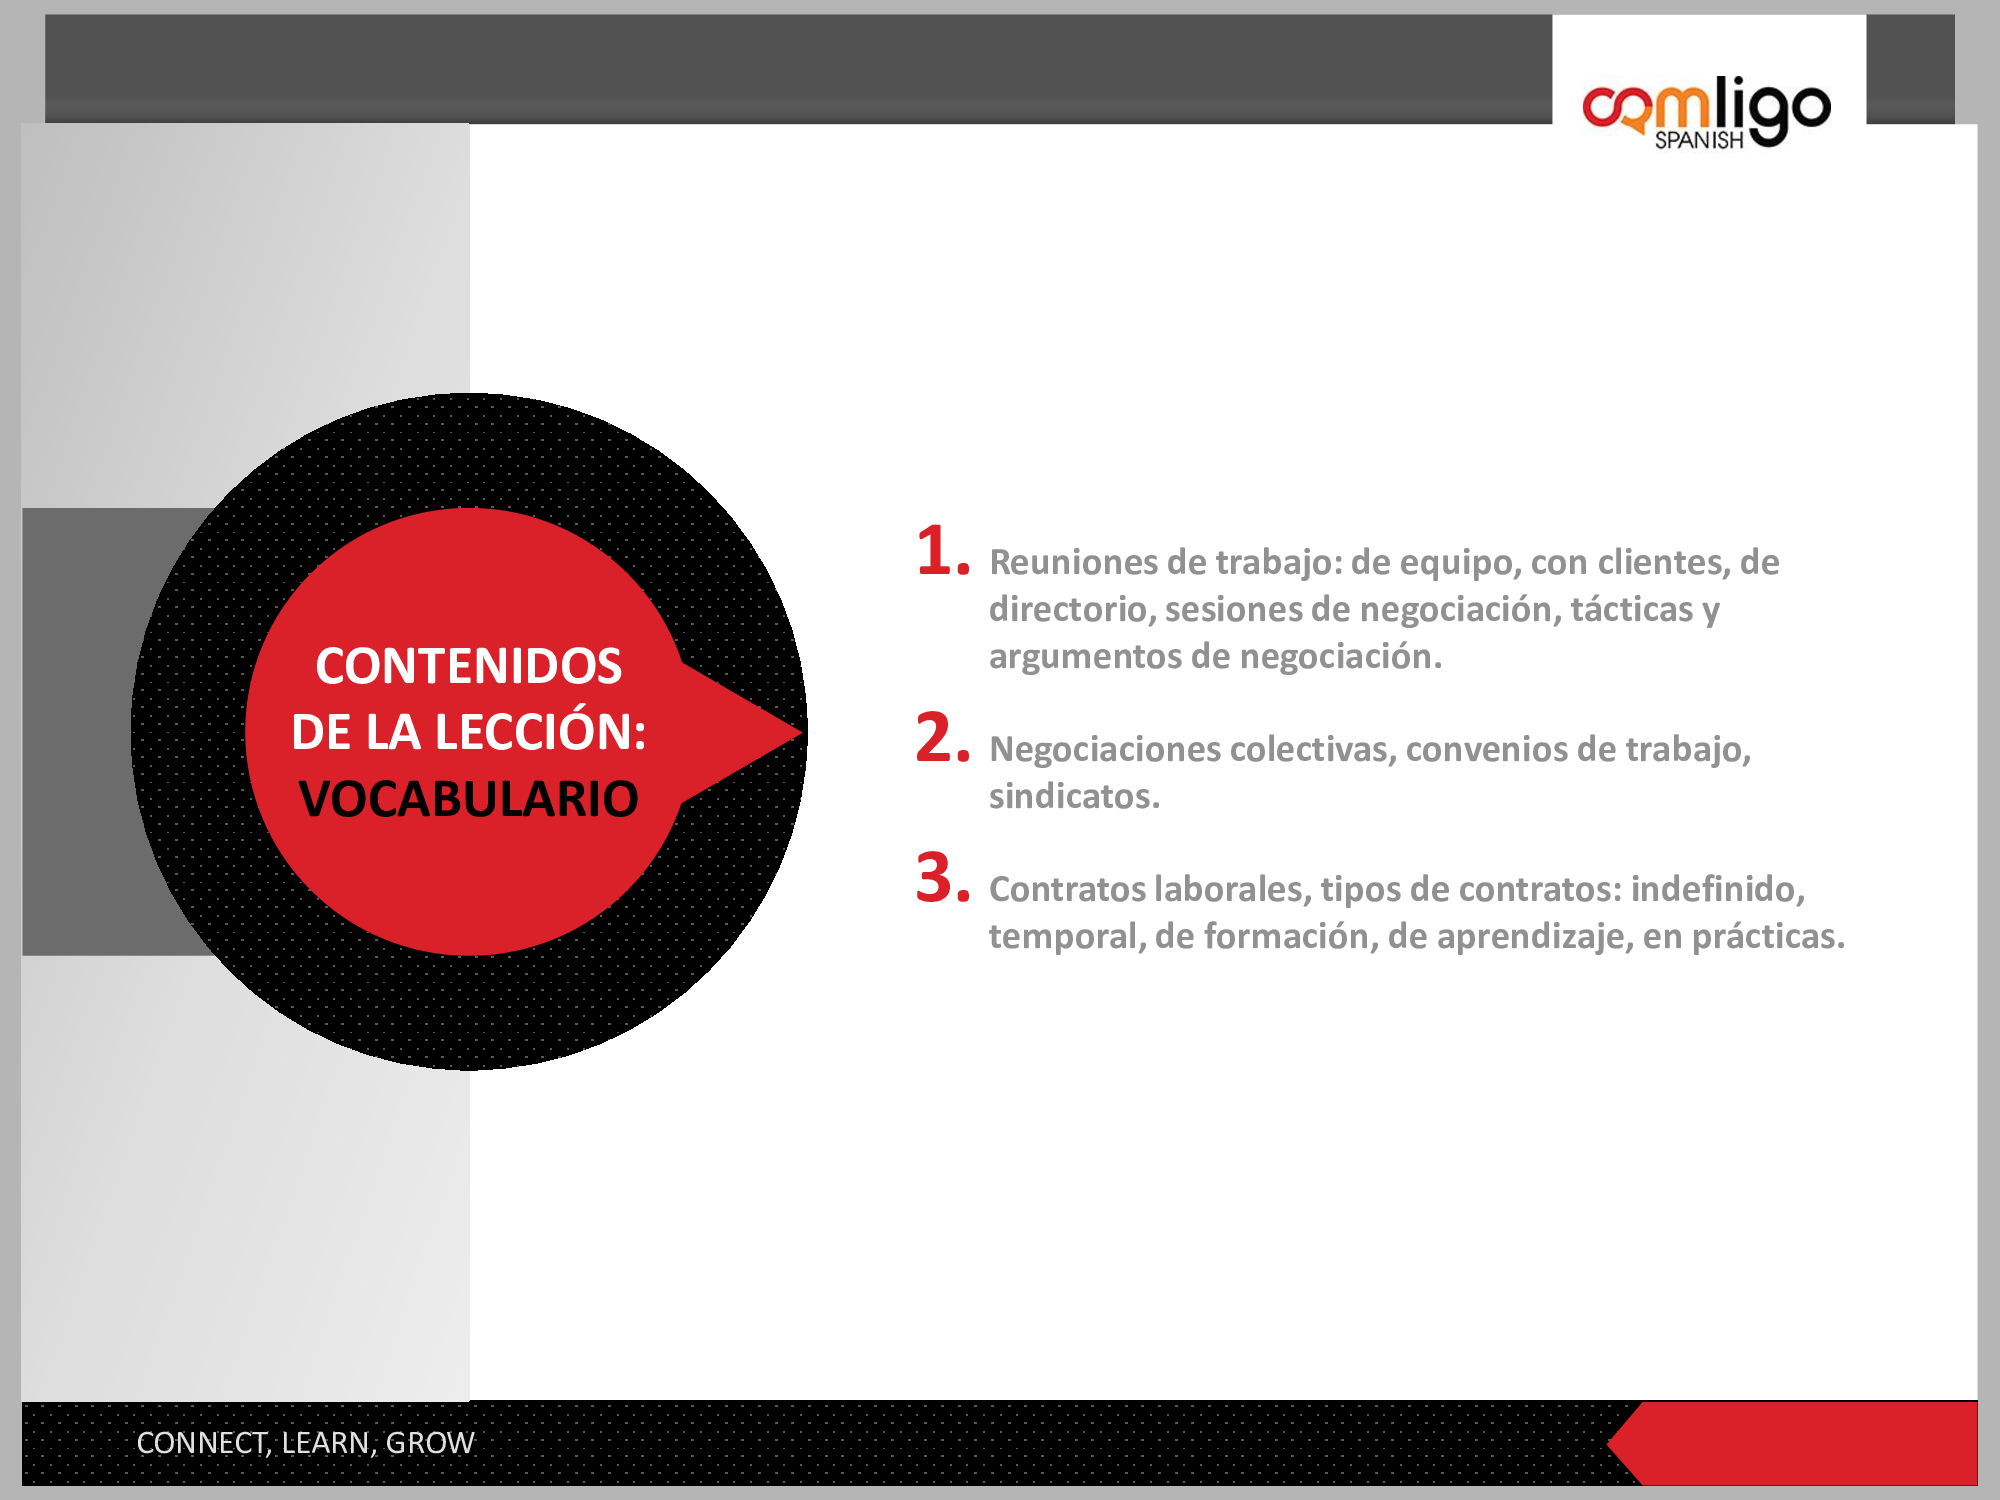 comligo
SPANISH
CONTENIDOS
DE LA LECCIÓN:
VOCABULARIO
1. Reuniones de trabajo: de equipo, con clientes, de
directorio, sesiones de negociación, tácticas y
argumentos de negociación.
2. Negociaciones colectivas, convenios de trabajo,
sindicatos.
3. Contratos laborales, tipos de contratos: indefinido,
temporal, de formación, de aprendizaje, en prácticas.
CONNECT, LEARN, GROW